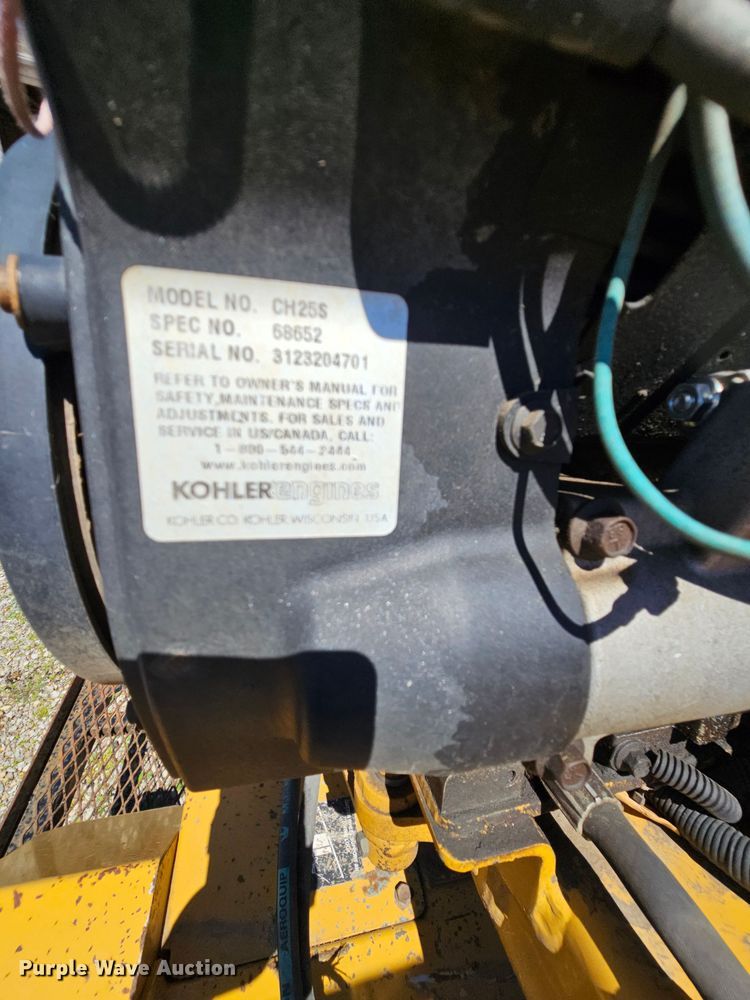 MODEL NO. CH25S
SPEC NO. 68652
SERIAL NO. 3123204701
REFER TO OWNER'S MANUAL FOR
SAFETY, MAINTENANCE SPECS AND
ADJUSTMENTS. FOR SALES AND
SERVICE IN US/CANADA, CALL:
1-800-544-2444
www.kohlerengines.com
KOHLERengines
KOHLER CO. KOHLER, WISCONSIN USA
AEROQUIP
Purple Wave Auction